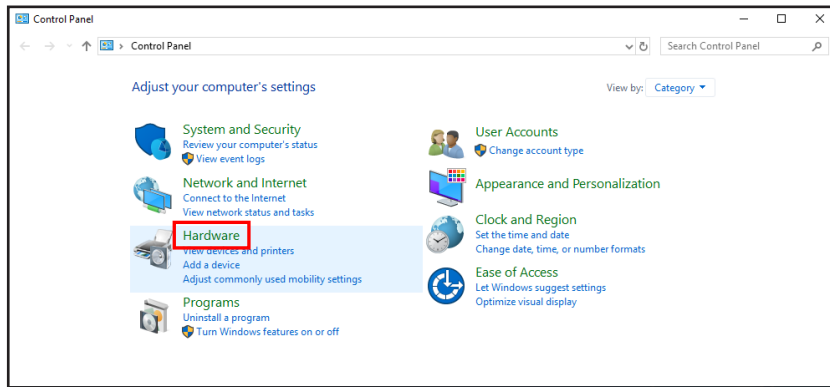 Control Panel
Control Panel
Search Control Panel
Adjust your computer's settings
View by: Category
System and Security
Review your computer's status
View event logs
Network and Internet
Connect to the Internet
View network status and tasks
Hardware
View devices and printers
Add a device
Adjust commonly used mobility settings
Programs
Uninstall a program
Turn Windows features on or off
User Accounts
Change account type
Appearance and Personalization
Clock and Region
Set the time and date
Change date, time, or number formats
Ease of Access
Let Windows suggest settings
Optimize visual display